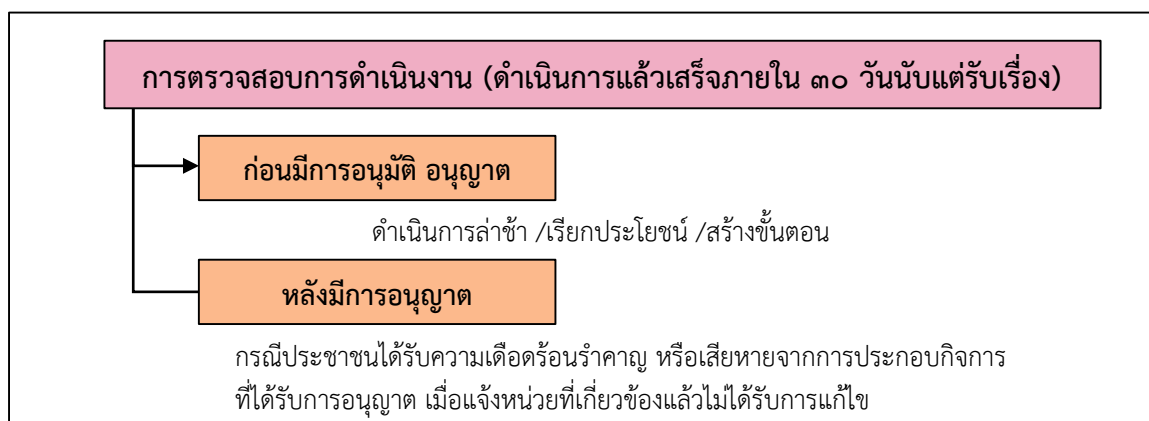 การตรวจสอบการดำเนินงาน (ดำเนินการแล้วเสร็จภายใน ๓๐ วันนับแต่รับเรื่อง)
ก่อนมีการอนุมัติ อนุญาต
ดำเนินการล่าช้า /เรียกประโยชน์ /สร้างขั้นตอน
หลังมีการอนุญาต
กรณีประชาชนได้รับความเดือดร้อนรำคาญ หรือเสียหายจากการประกอบกิจการ
ที่ได้รับการอนุญาต เมื่อแจ้งหน่วยที่เกี่ยวข้องแล้วไม่ได้รับการแก้ไข